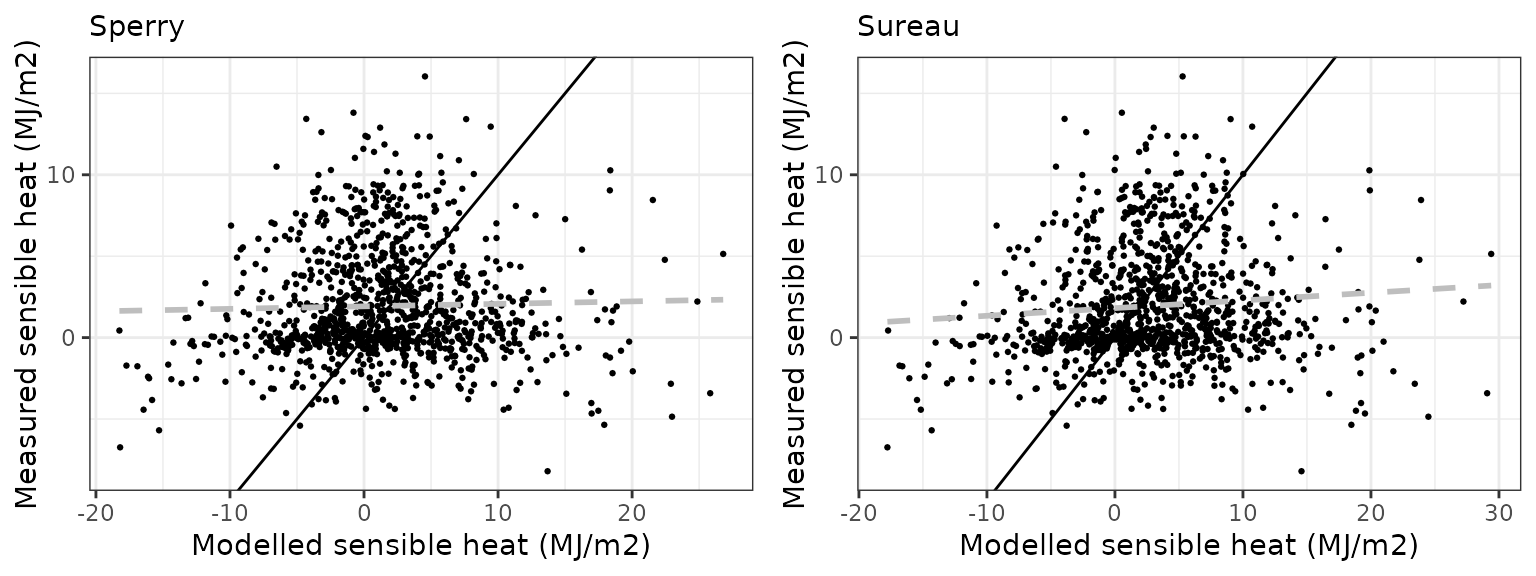 Sperry
Measured sensible heat (MJ/m2)
10
0
-20 -10 0 10 20
Modelled sensible heat (MJ/m2)
Sureau
Measured sensible heat (MJ/m2)
10
0
-20 -10 0 10 20 30
Modelled sensible heat (MJ/m2)